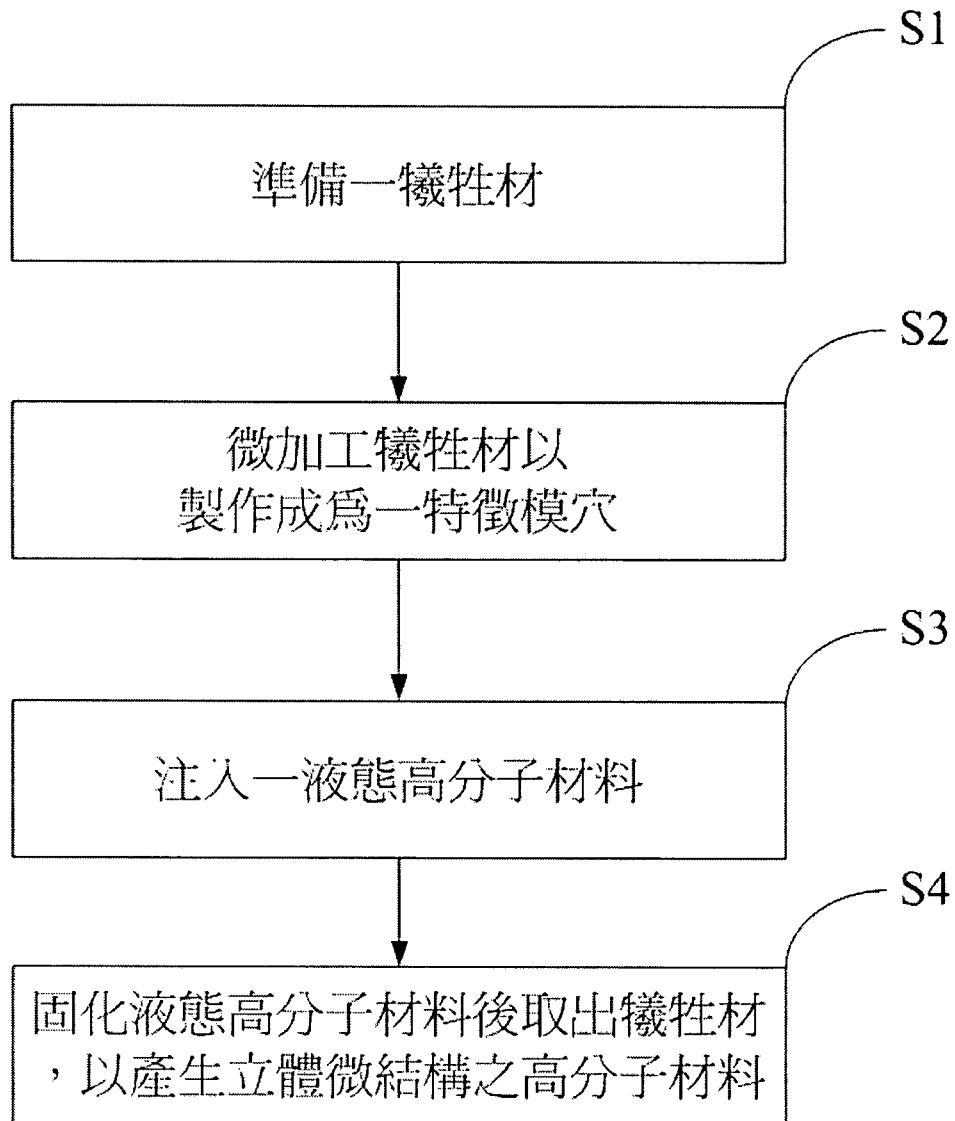 S1
準備一犧牲材
S2
微加工犧牲材以
製作成爲一特徵模穴
S3
注入一液態高分子材料
S4
固化液態高分子材料後取出犧牲材
，以產生立體微結構之高分子材料